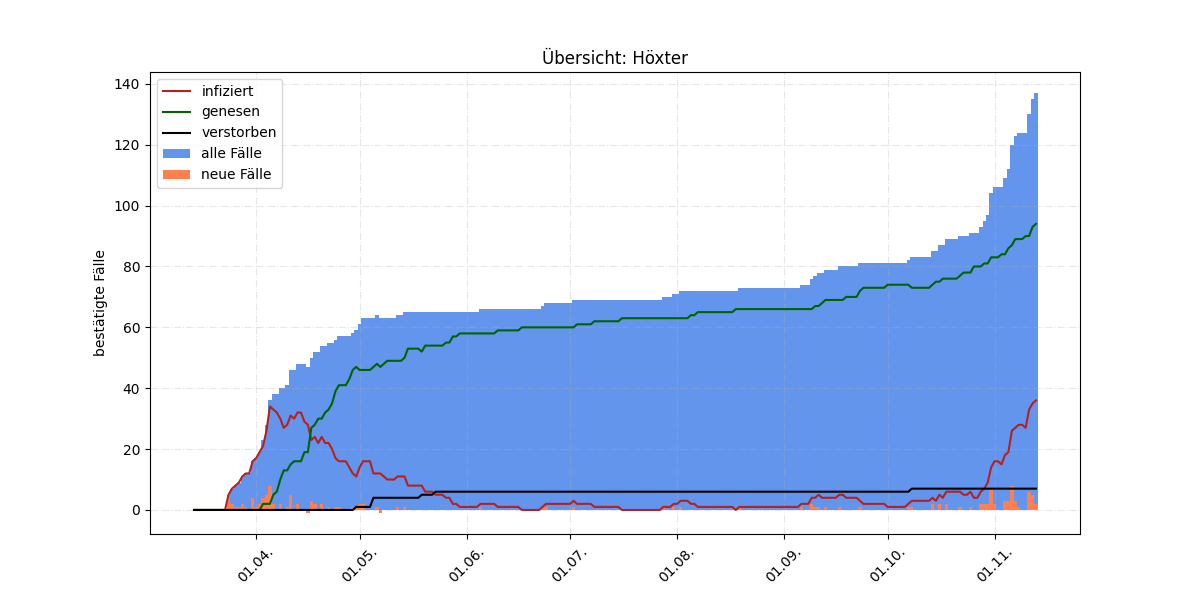 Übersicht: Höxter
140
120
100
80
60
40
20
0
bestätigte Fälle
infiziert
genesen
verstorben
alle Fälle
neue Fälle
01.04.
01.05.
01.06.
01.07.
01.08.
01.09.
01.10.
01.11.